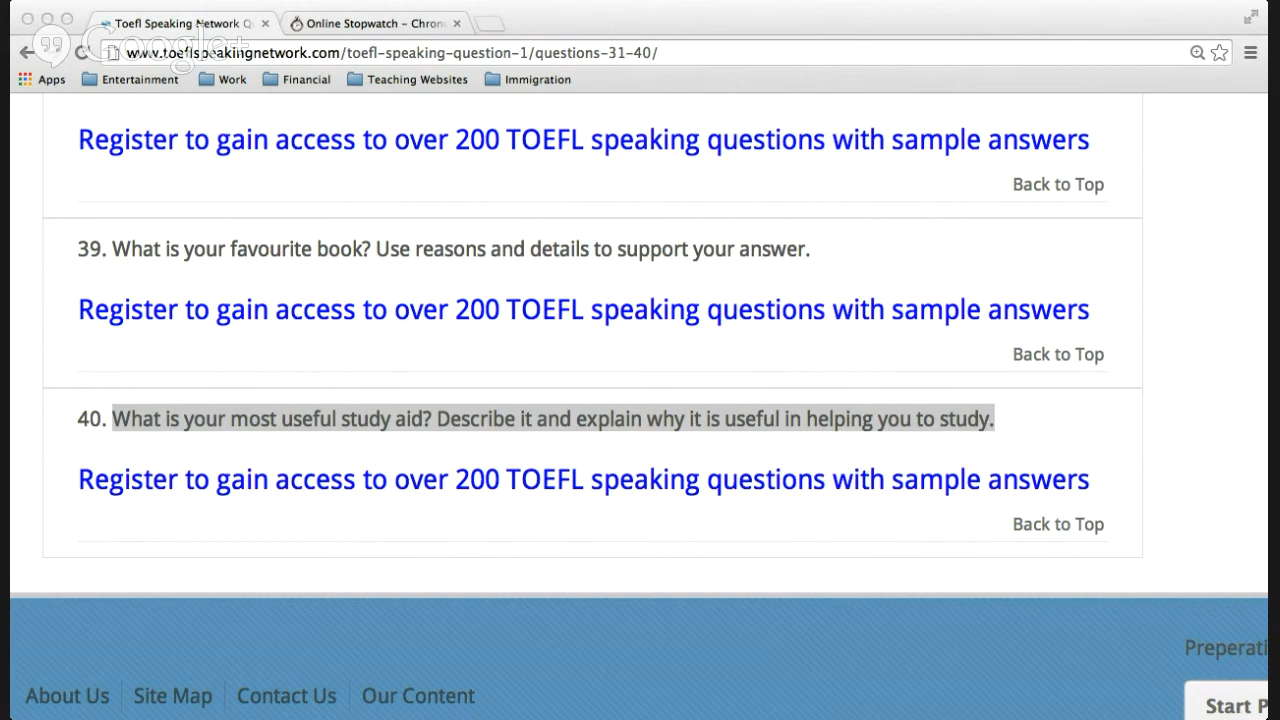 Toefl Speaking Network Qu
Online Stopwatch – Chron
Google+
www.toeflspeakingnetwork.com/toefl-speaking-question-1/questions-31-40/
Apps Entertainment Work Financial Teaching Websites Immigration
Register to gain access to over 200 TOEFL speaking questions with sample answers
Back to Top
39. What is your favourite book? Use reasons and details to support your answer.
Register to gain access to over 200 TOEFL speaking questions with sample answers
Back to Top
40. What is your most useful study aid? Describe it and explain why it is useful in helping you to study.
Register to gain access to over 200 TOEFL speaking questions with sample answers
Back to Top
Preperati
About Us Site Map Contact Us Our Content
Start P